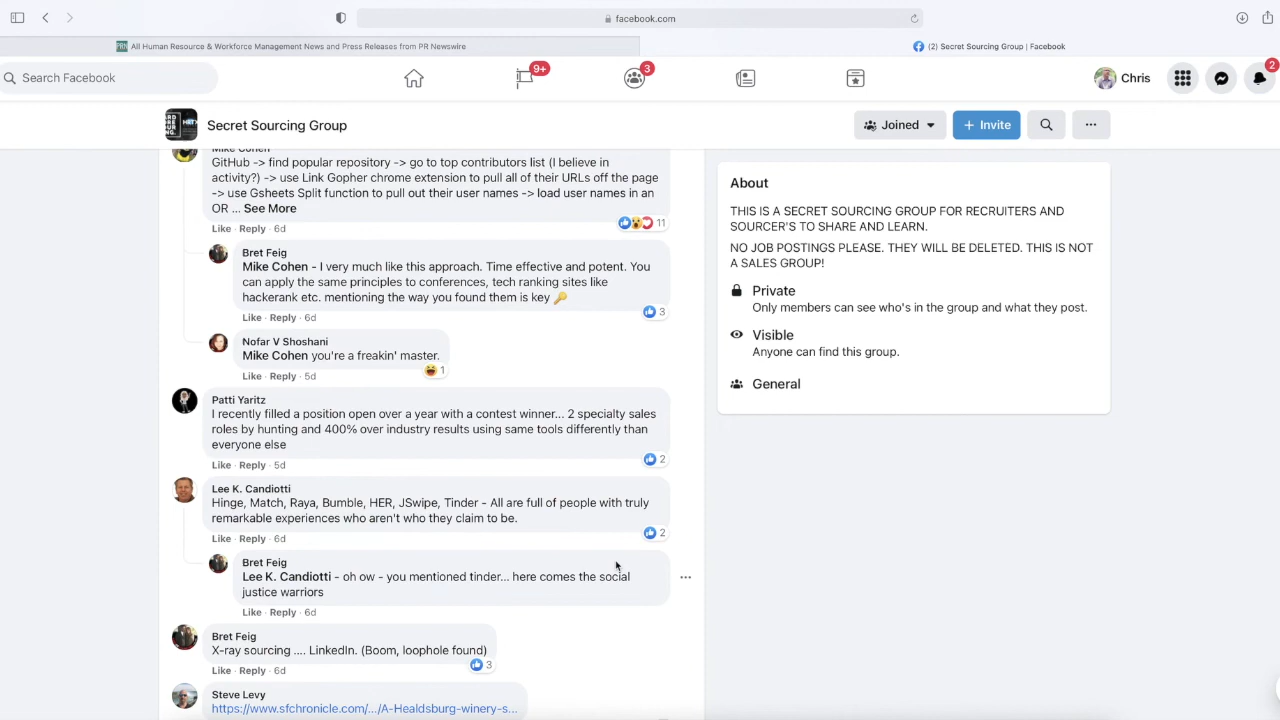 facebook.com
PRN All Human Resource & Workforce Management News and Press Releases from PR Newswire
(2) Secret Sourcing Group | Facebook
Search Facebook
9+
3
Chris
2
Secret Sourcing Group
Joined
+ Invite
Mike Cohen
GitHub -> find popular repository -> go to top contributors list (I believe in
activity?) -> use Link Gopher chrome extension to pull all of their URLs off the page
-> use Gsheets Split function to pull out their user names -> load user names in an
OR ... See More
11
Like · Reply · 6d
Bret Feig
Mike Cohen - I very much like this approach. Time effective and potent. You
can apply the same principles to conferences, tech ranking sites like
hackerank etc. mentioning the way you found them is key 🔑
3
Like · Reply · 6d
Nofar V Shoshani
Mike Cohen you're a freakin' master.
1
Like · Reply · 5d
Patti Yaritz
I recently filled a position open over a year with a contest winner... 2 specialty sales
roles by hunting and 400% over industry results using same tools differently than
everyone else
2
Like · Reply · 5d
Lee K. Candiotti
Hinge, Match, Raya, Bumble, HER, JSwipe, Tinder - All are full of people with truly
remarkable experiences who aren't who they claim to be.
2
Like · Reply · 6d
Bret Feig
Lee K. Candiotti - oh ow - you mentioned tinder... here comes the social
justice warriors
Like · Reply · 6d
Bret Feig
X-ray sourcing .... LinkedIn. (Boom, loophole found)
3
Like · Reply · 6d
Steve Levy
https://www.sfchronicle.com/.../A-Healdsburg-winery-s...
About
THIS IS A SECRET SOURCING GROUP FOR RECRUITERS AND
SOURCER'S TO SHARE AND LEARN.
NO JOB POSTINGS PLEASE. THEY WILL BE DELETED. THIS IS NOT
A SALES GROUP!
Private
Only members can see who's in the group and what they post.
Visible
Anyone can find this group.
General